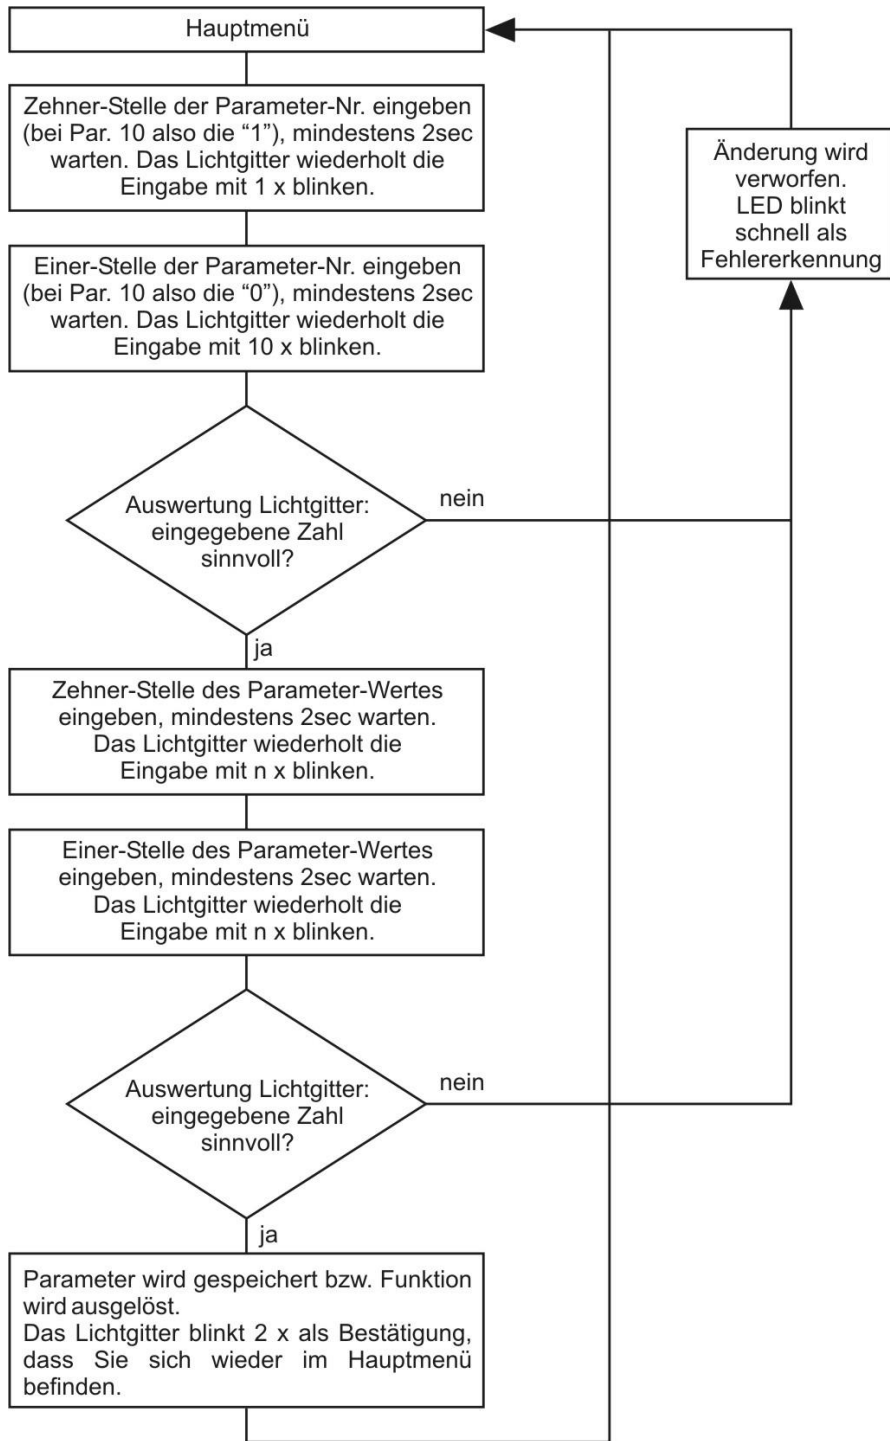 Hauptmenü
Zehner-Stelle der Parameter-Nr. eingeben
(bei Par. 10 also die “1”), mindestens 2sec
warten. Das Lichtgitter wiederholt die
Eingabe mit 1 x blinken.
Einer-Stelle der Parameter-Nr. eingeben
(bei Par. 10 also die “0”), mindestens 2sec
warten. Das Lichtgitter wiederholt die
Eingabe mit 10 x blinken.
Auswertung Lichtgitter:
eingegebene Zahl
sinnvoll?
nein
ja
Zehner-Stelle des Parameter-Wertes
eingeben, mindestens 2sec warten.
Das Lichtgitter wiederholt die
Eingabe mit n x blinken.
Einer-Stelle des Parameter-Wertes
eingeben, mindestens 2sec warten.
Das Lichtgitter wiederholt die
Eingabe mit n x blinken.
Auswertung Lichtgitter:
eingegebene Zahl
sinnvoll?
nein
ja
Parameter wird gespeichert bzw. Funktion
wird ausgelöst.
Das Lichtgitter blinkt 2 x als Bestätigung,
dass Sie sich wieder im Hauptmenü
befinden.
Änderung wird
verworfen.
LED blinkt
schnell als
Fehlererkennung